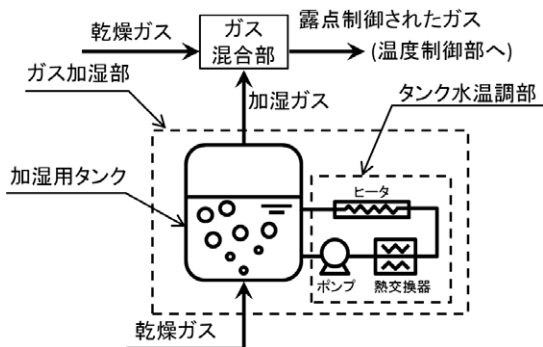 乾燥ガス
ガス
混合部
露点制御されたガス
(温度制御部へ)
ガス加湿部
加湿ガス
タンク水温調部
加湿用タンク
ヒータ
ポンプ
熱交換器
乾燥ガス